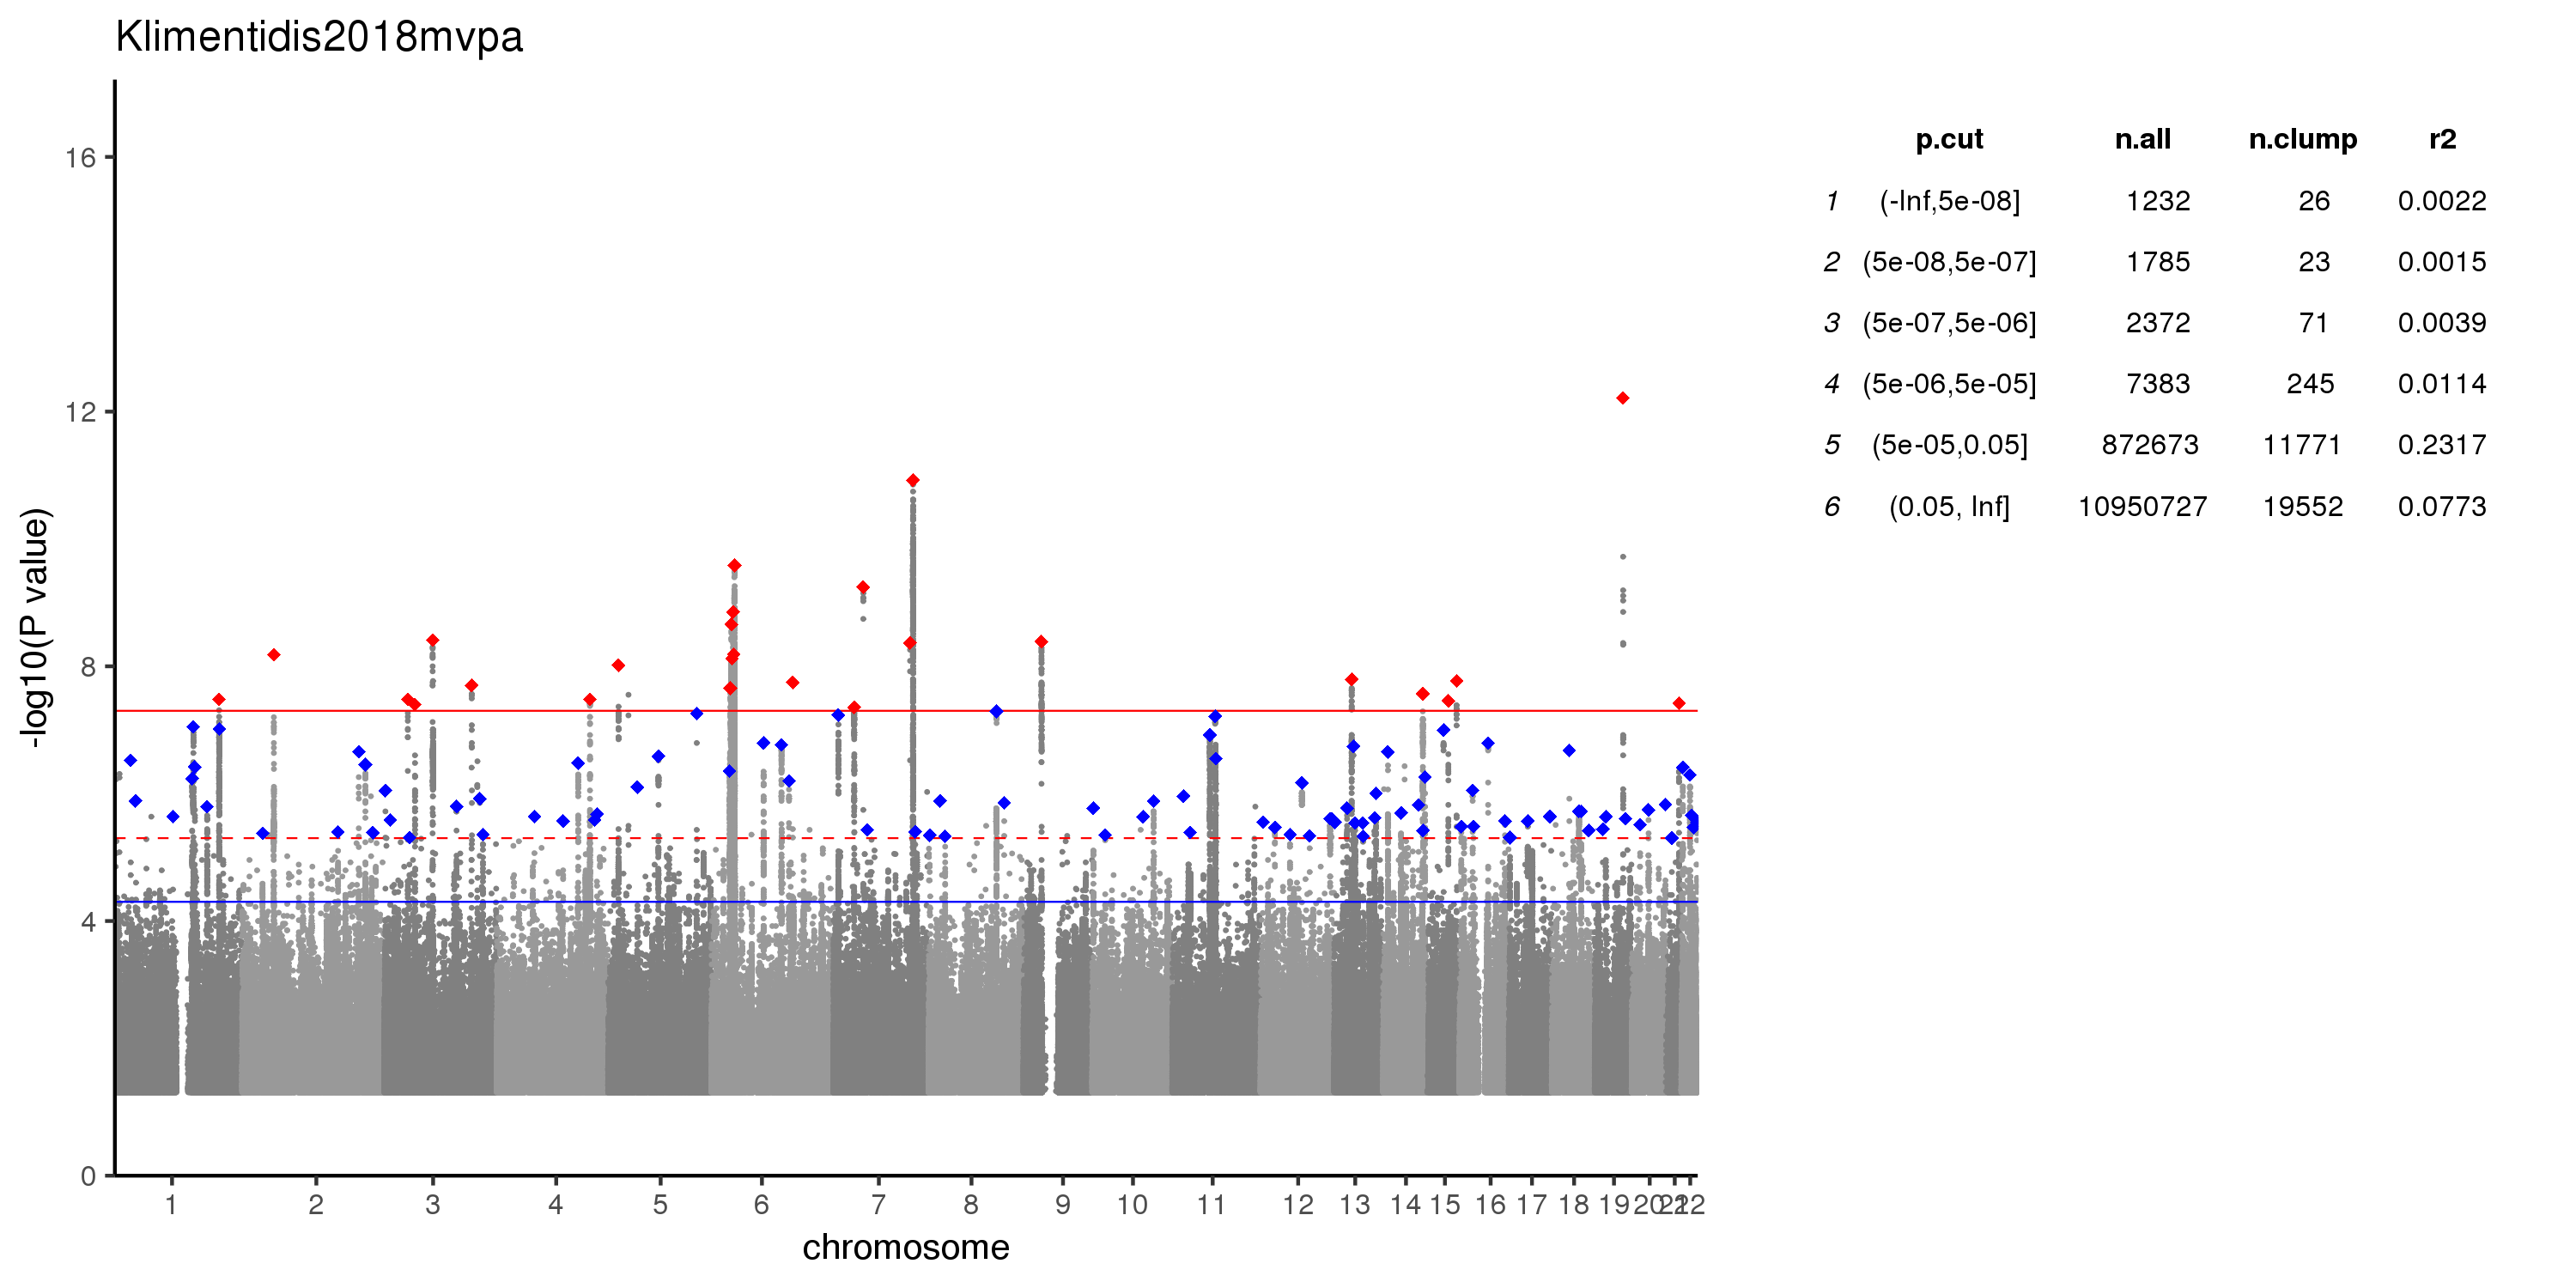 Klimentidis2018mvpa
p.cut n.all n.clump r2
1 (-Inf,5e-08] 1232 26 0.0022
2 (5e-08,5e-07] 1785 23 0.0015
3 (5e-07,5e-06] 2372 71 0.0039
4 (5e-06,5e-05] 7383 245 0.0114
5 (5e-05,0.05] 872673 11771 0.2317
6 (0.05, Inf] 10950727 19552 0.0773
16
12
8
4
0
-log10(P value)
1 2 3 4 5 6 7 8 9 10 11 12 13 14 15 16 17 18 19 20 21 22
chromosome